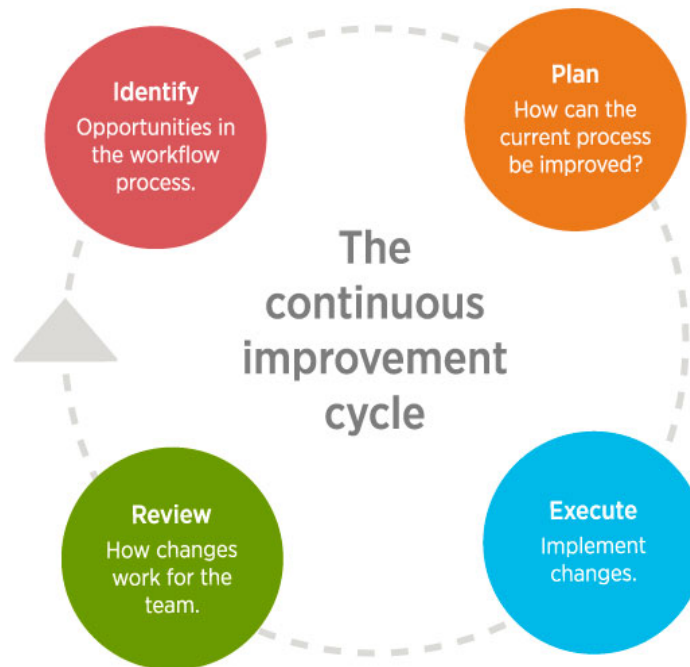 Identify
Opportunities in
the workflow
process.
Plan
How can the
current process
be improved?
The
continuous
improvement
cycle
Review
How changes
work for the
team.
Execute
Implement
changes.